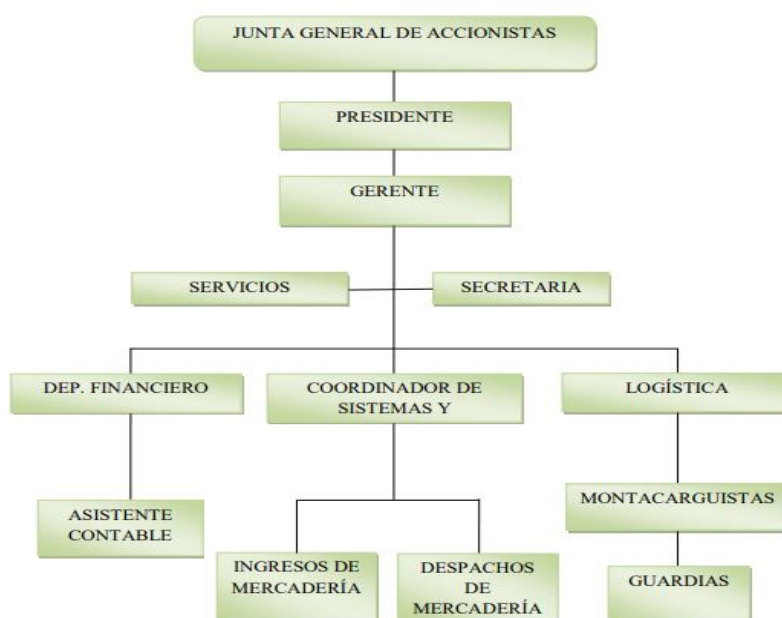 JUNTA GENERAL DE ACCIONISTAS
PRESIDENTE
GERENTE
SERVICIOS
SECRETARIA
DEP. FINANCIERO
COORDINADOR DE
SISTEMAS Y
LOGÍSTICA
ASISTENTE
CONTABLE
INGRESOS DE
MERCADERÍA
DESPACHOS
DE
MERCADERÍA
MONTACARGUISTAS
GUARDIAS